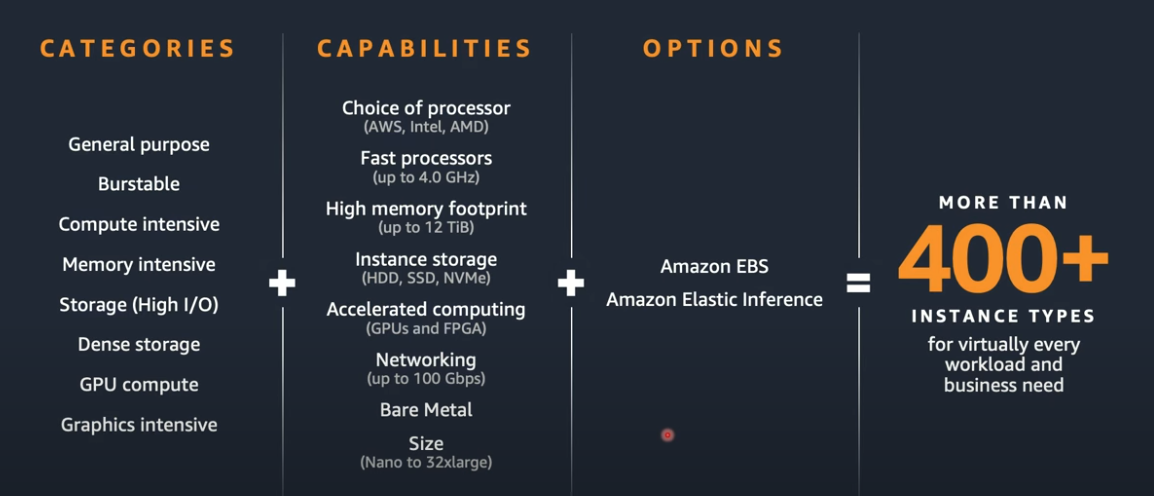 CATEGORIES
General purpose
Burstable
Compute intensive
Memory intensive
Storage (High I/O)
Dense storage
GPU compute
Graphics intensive
+
CAPABILITIES
Choice of processor
(AWS, Intel, AMD)
Fast processors
(up to 4.0 GHz)
High memory footprint
(up to 12 TiB)
Instance storage
(HDD, SSD, NVMe)
Accelerated computing
(GPUs and FPGA)
Networking
(up to 100 Gbps)
Bare Metal
Size
(Nano to 32xlarge)
+
OPTIONS
Amazon EBS
Amazon Elastic Inference
=
MORE THAN
400+
INSTANCE TYPES
for virtually every
workload and
business need